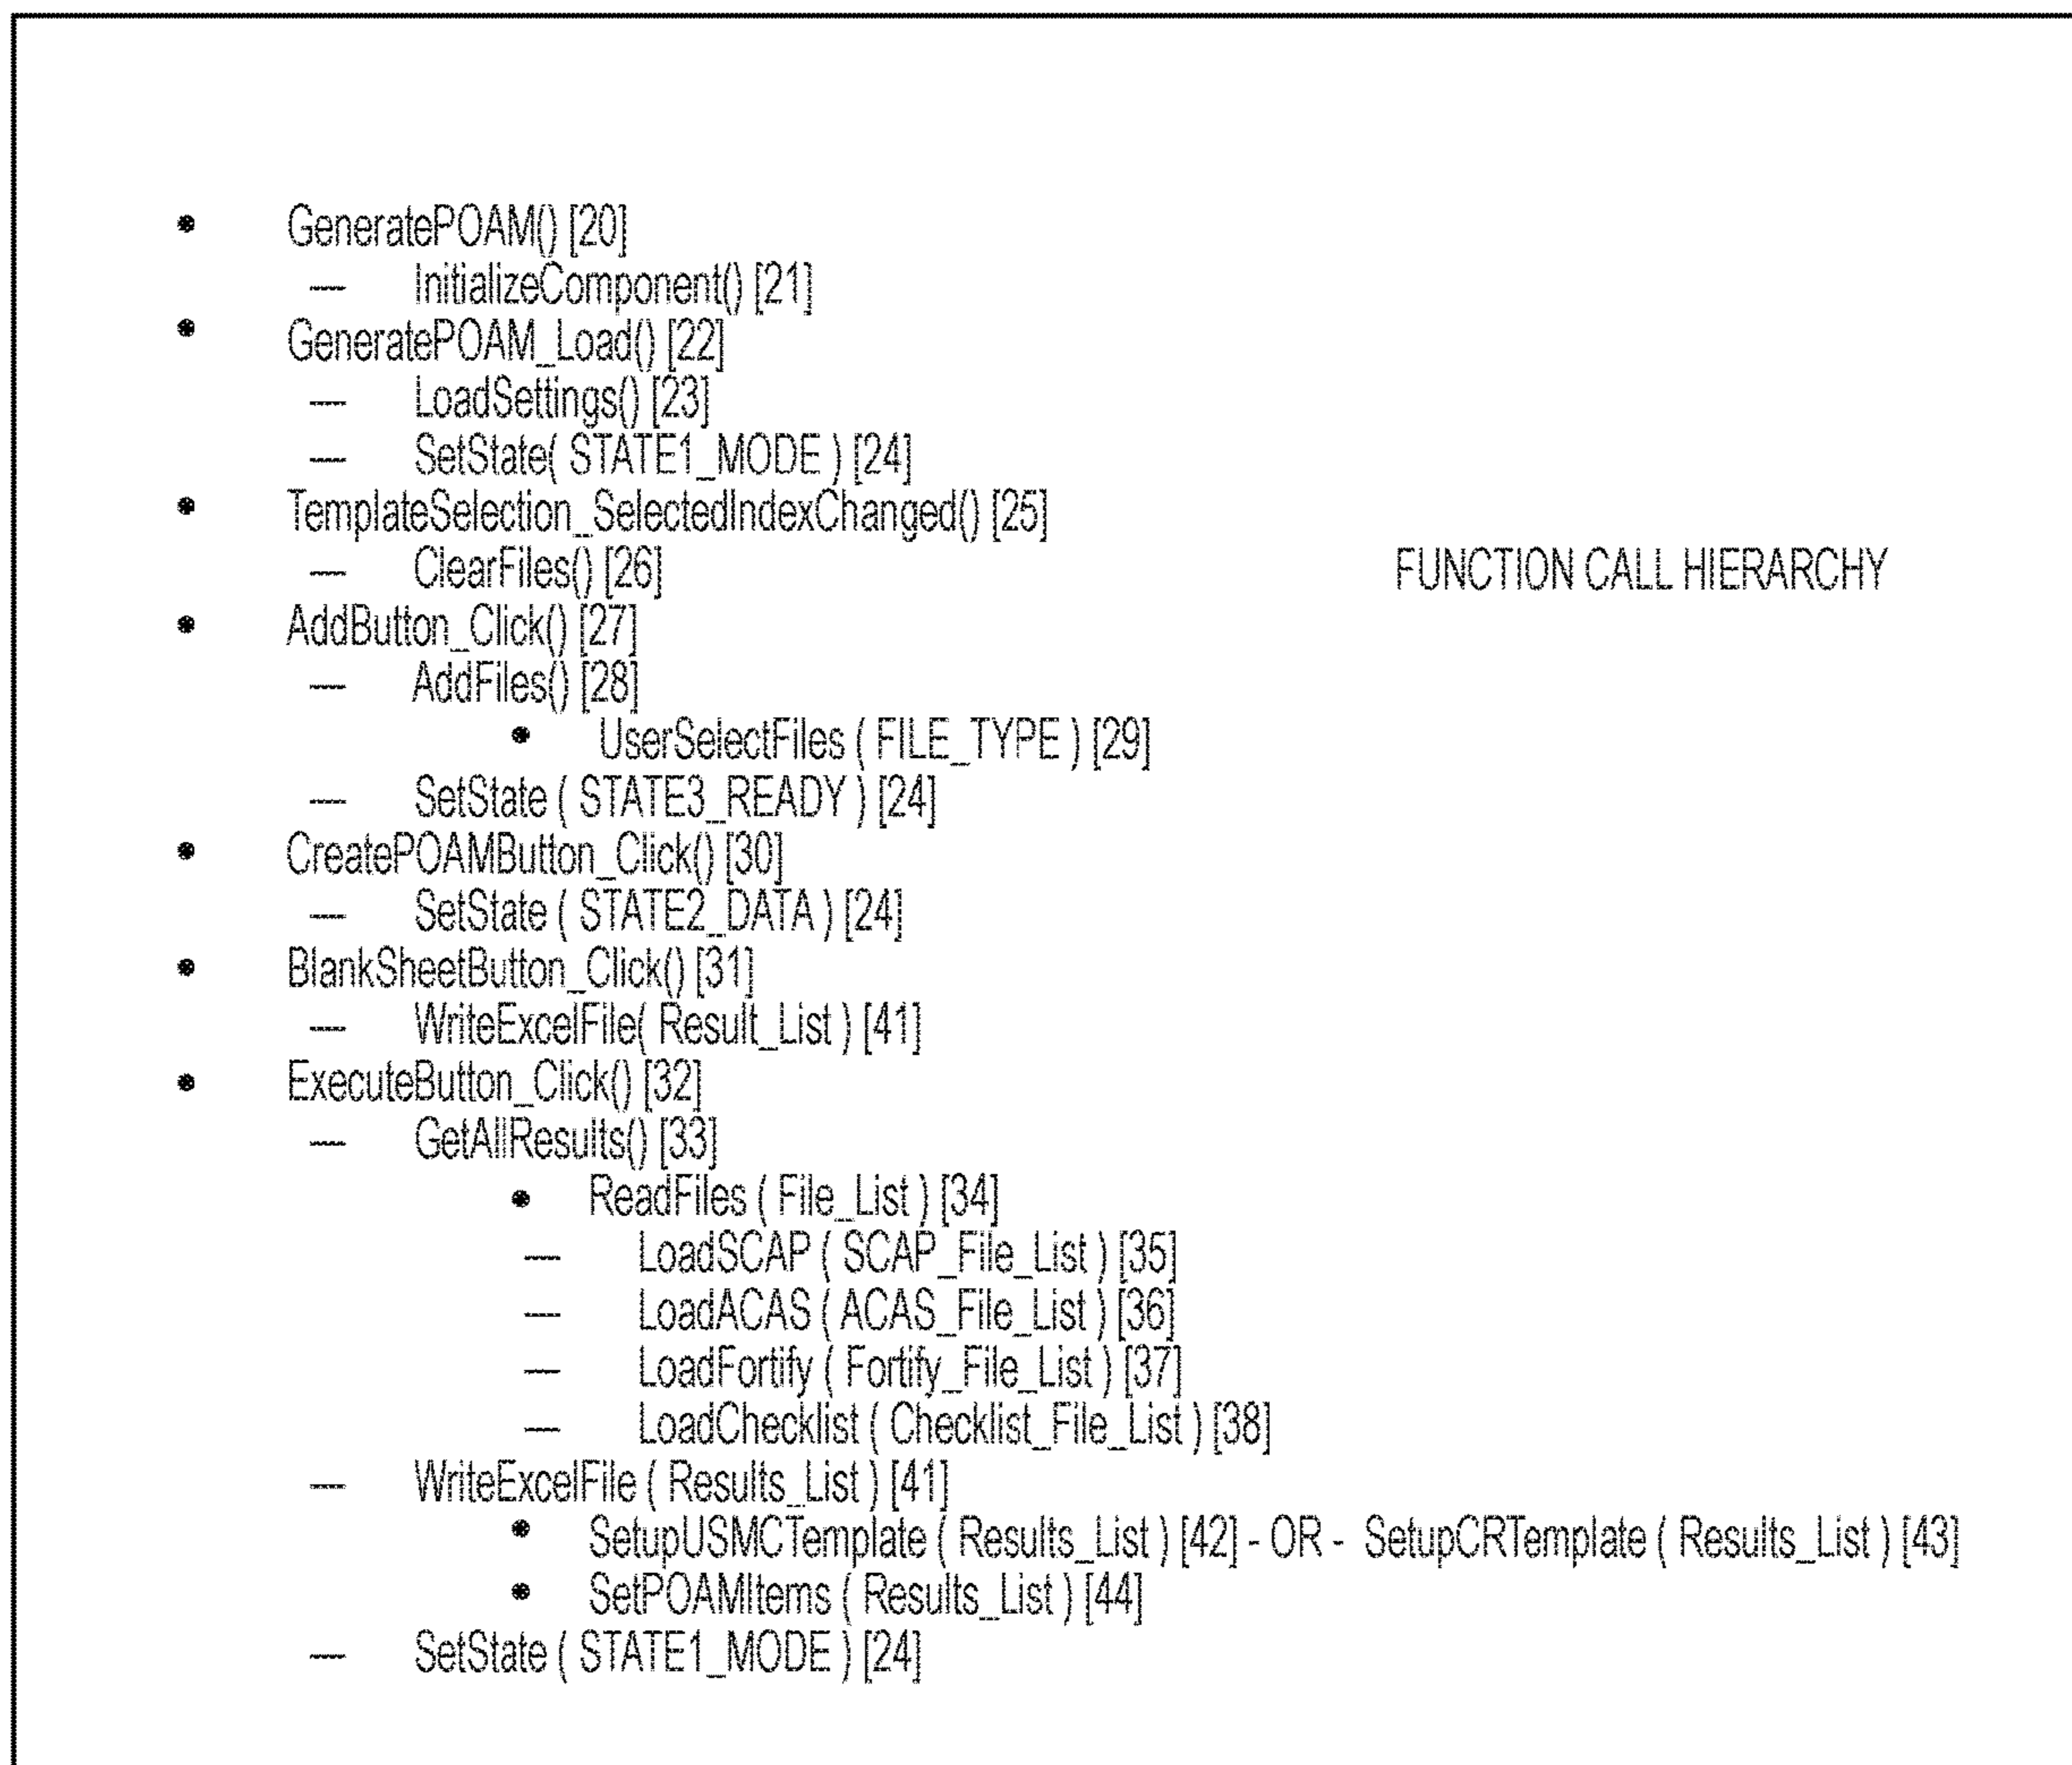 • GeneratePOAM() [20]
— InitializeComponent() [21]
• GeneratePOAM_Load() [22]
— LoadSettings() [23]
— SetState( STATE1_MODE ) [24]
• TemplateSelection_SelectedIndexChanged() [25]
— ClearFiles() [26]
FUNCTION CALL HIERARCHY
• AddButton_Click() [27]
— AddFiles() [28]
• UserSelectFiles ( FILE_TYPE ) [29]
— SetState ( STATE3_READY ) [24]
• CreatePOAMButton_Click() [30]
— SetState ( STATE2_DATA ) [24]
• BlankSheetButton_Click() [31]
— WriteExcelFile( Result_List ) [41]
• ExecuteButton_Click() [32]
— GetAllResults() [33]
• ReadFiles ( File_List ) [34]
— LoadSCAP ( SCAP_File_List ) [35]
— LoadACAS ( ACAS_File_List ) [36]
— LoadFortify ( Fortify_File_List ) [37]
— LoadChecklist ( Checklist_File_List ) [38]
— WriteExcelFile ( Results_List ) [41]
• SetupUSMCTemplate ( Results_List ) [42] - OR - SetupCRTemplate ( Results_List ) [43]
• SetPOAMItems ( Results_List ) [44]
— SetState ( STATE1_MODE ) [24]